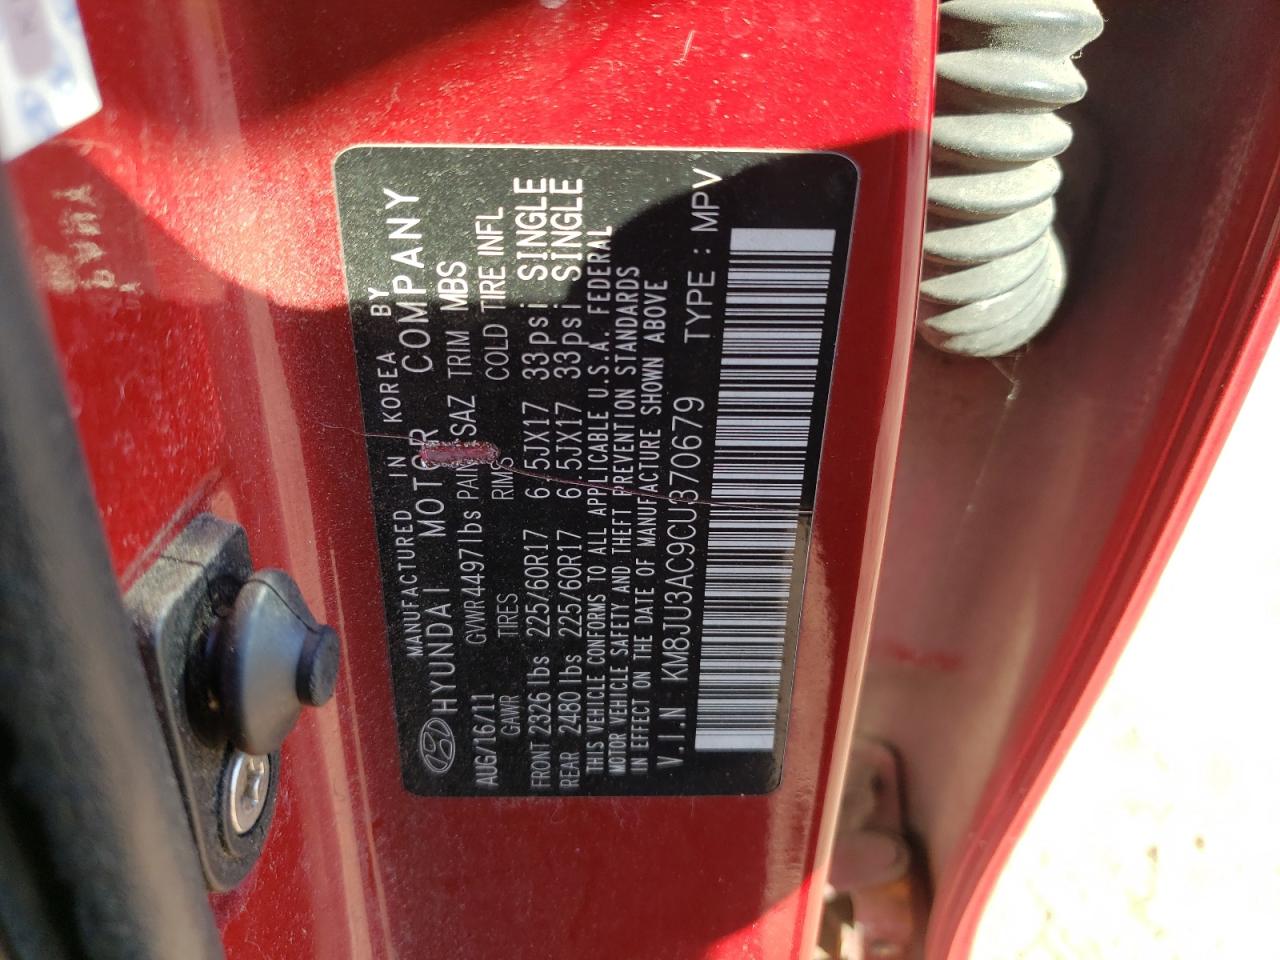 MANUFACTURED IN KOREA BY
HYUNDAI MOTOR COMPANY
AUG/16/11 GVWR 4497lbs SAZ TRIM MBS
GAWR TIRES RIMS COLD TIRE INFL
FRONT 2326 lbs 225/60R17 6.5JX17 33psi SINGLE
REAR 2480 lbs 225/60R17 6.5JX17 33psi SINGLE
THIS VEHICLE CONFORMS TO ALL APPLICABLE U.S.A. FEDERAL
MOTOR VEHICLE SAFETY AND THEFT PREVENTION STANDARDS
IN EFFECT ON THE DATE OF MANUFACTURE SHOWN ABOVE
V.I.N KM8JU3AC9CU370679 TYPE : MPV